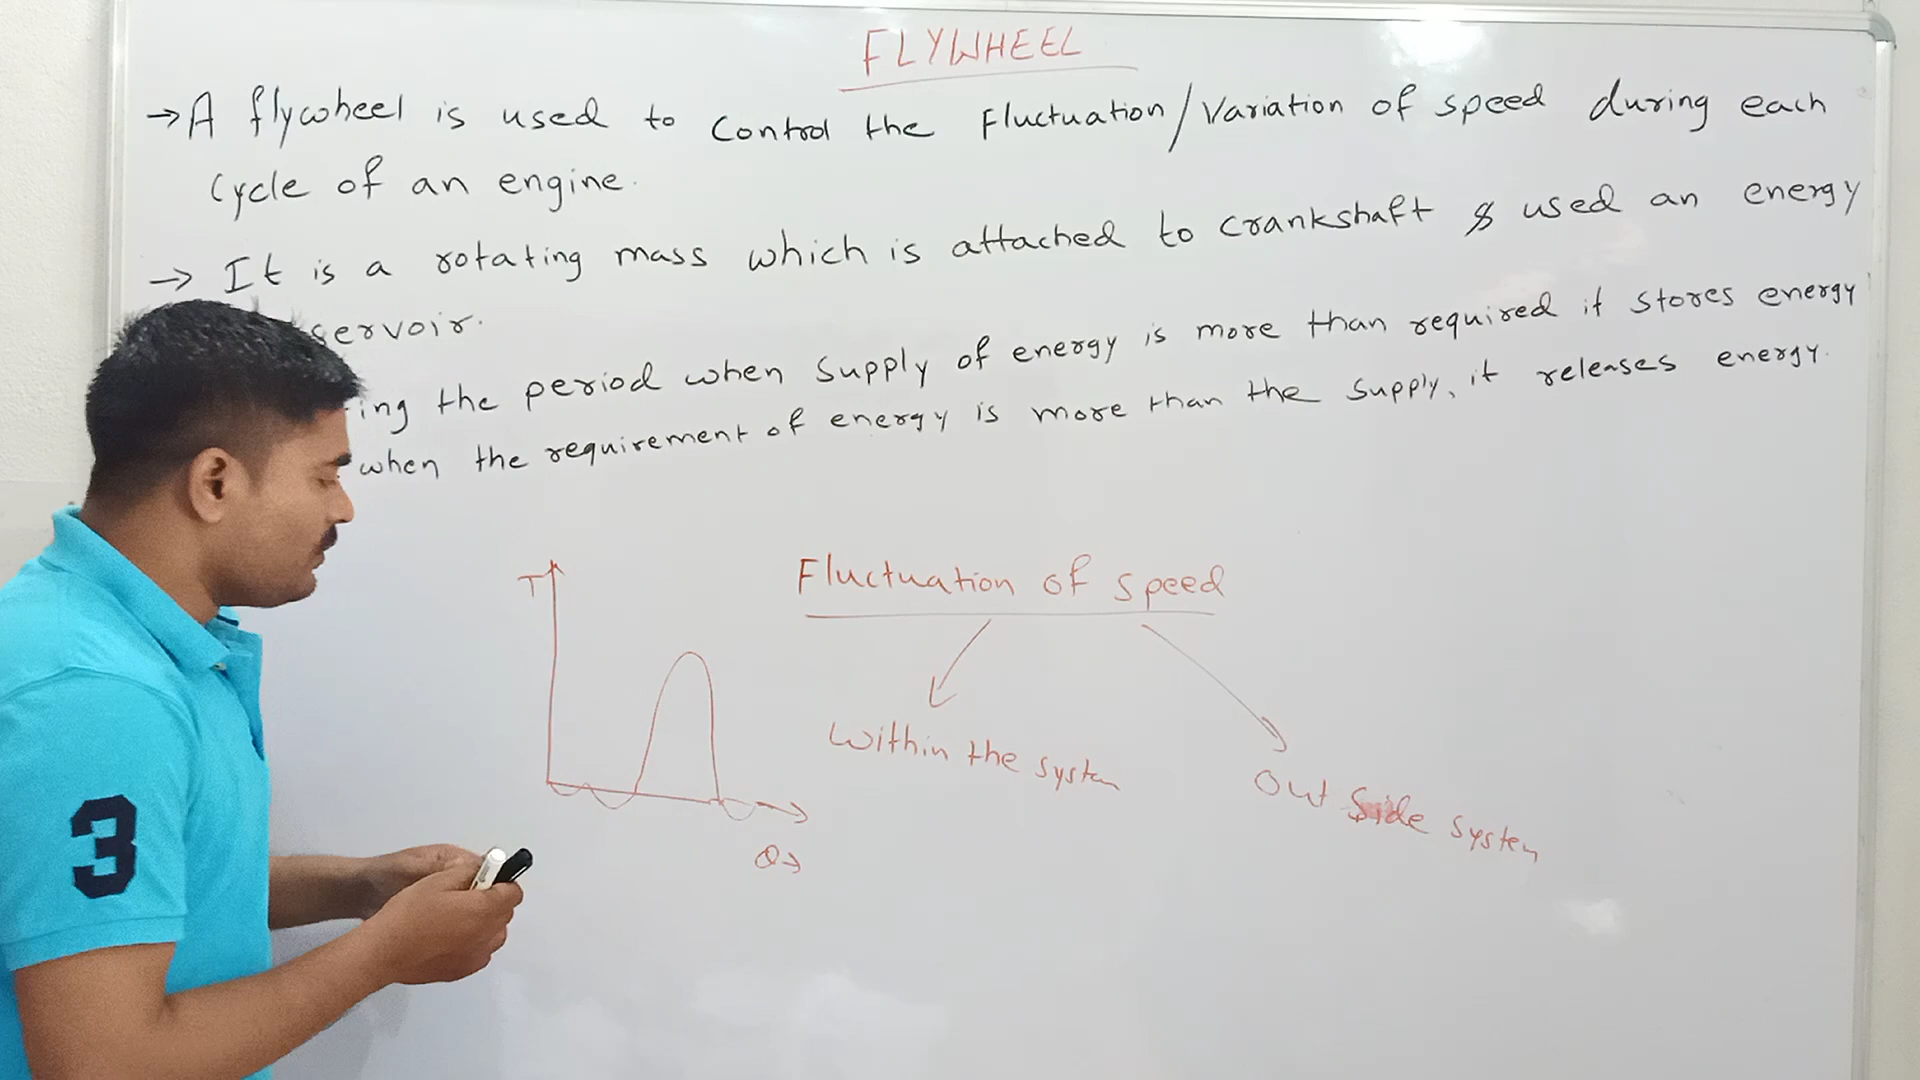 FLYWHEEL
→ A flywheel is used to control the Fluctuation/Variation of speed during each
cycle of an engine.
→ It is a rotating mass which is attached to crankshaft & used an energy
servoir.
ing the period when supply of energy is more than required it stores energy
when the requirement of energy is more than the supply, it releases energy.
T
Fluctuation of speed
Within the system
Out Side system
θ→
3